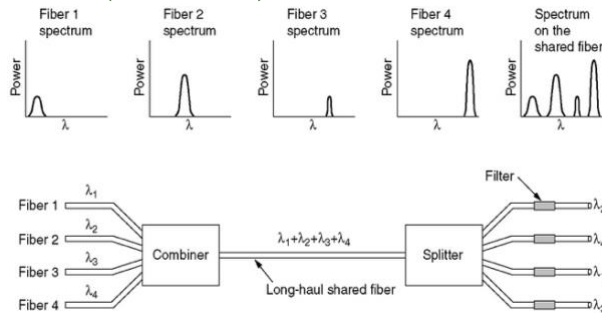 Fiber 1
spectrum
Fiber 2
spectrum
Fiber 3
spectrum
Fiber 4
spectrum
Spectrum
on the
shared fiber
Power
Power
Power
Power
Power
λ
λ
λ
λ
λ
Filter
Fiber 1
λ1
Fiber 2
λ2
Fiber 3
λ3
Fiber 4
λ4
Combiner
λ1+λ2+λ3+λ4
Long-haul shared fiber
Splitter
λ
λ
λ
λ